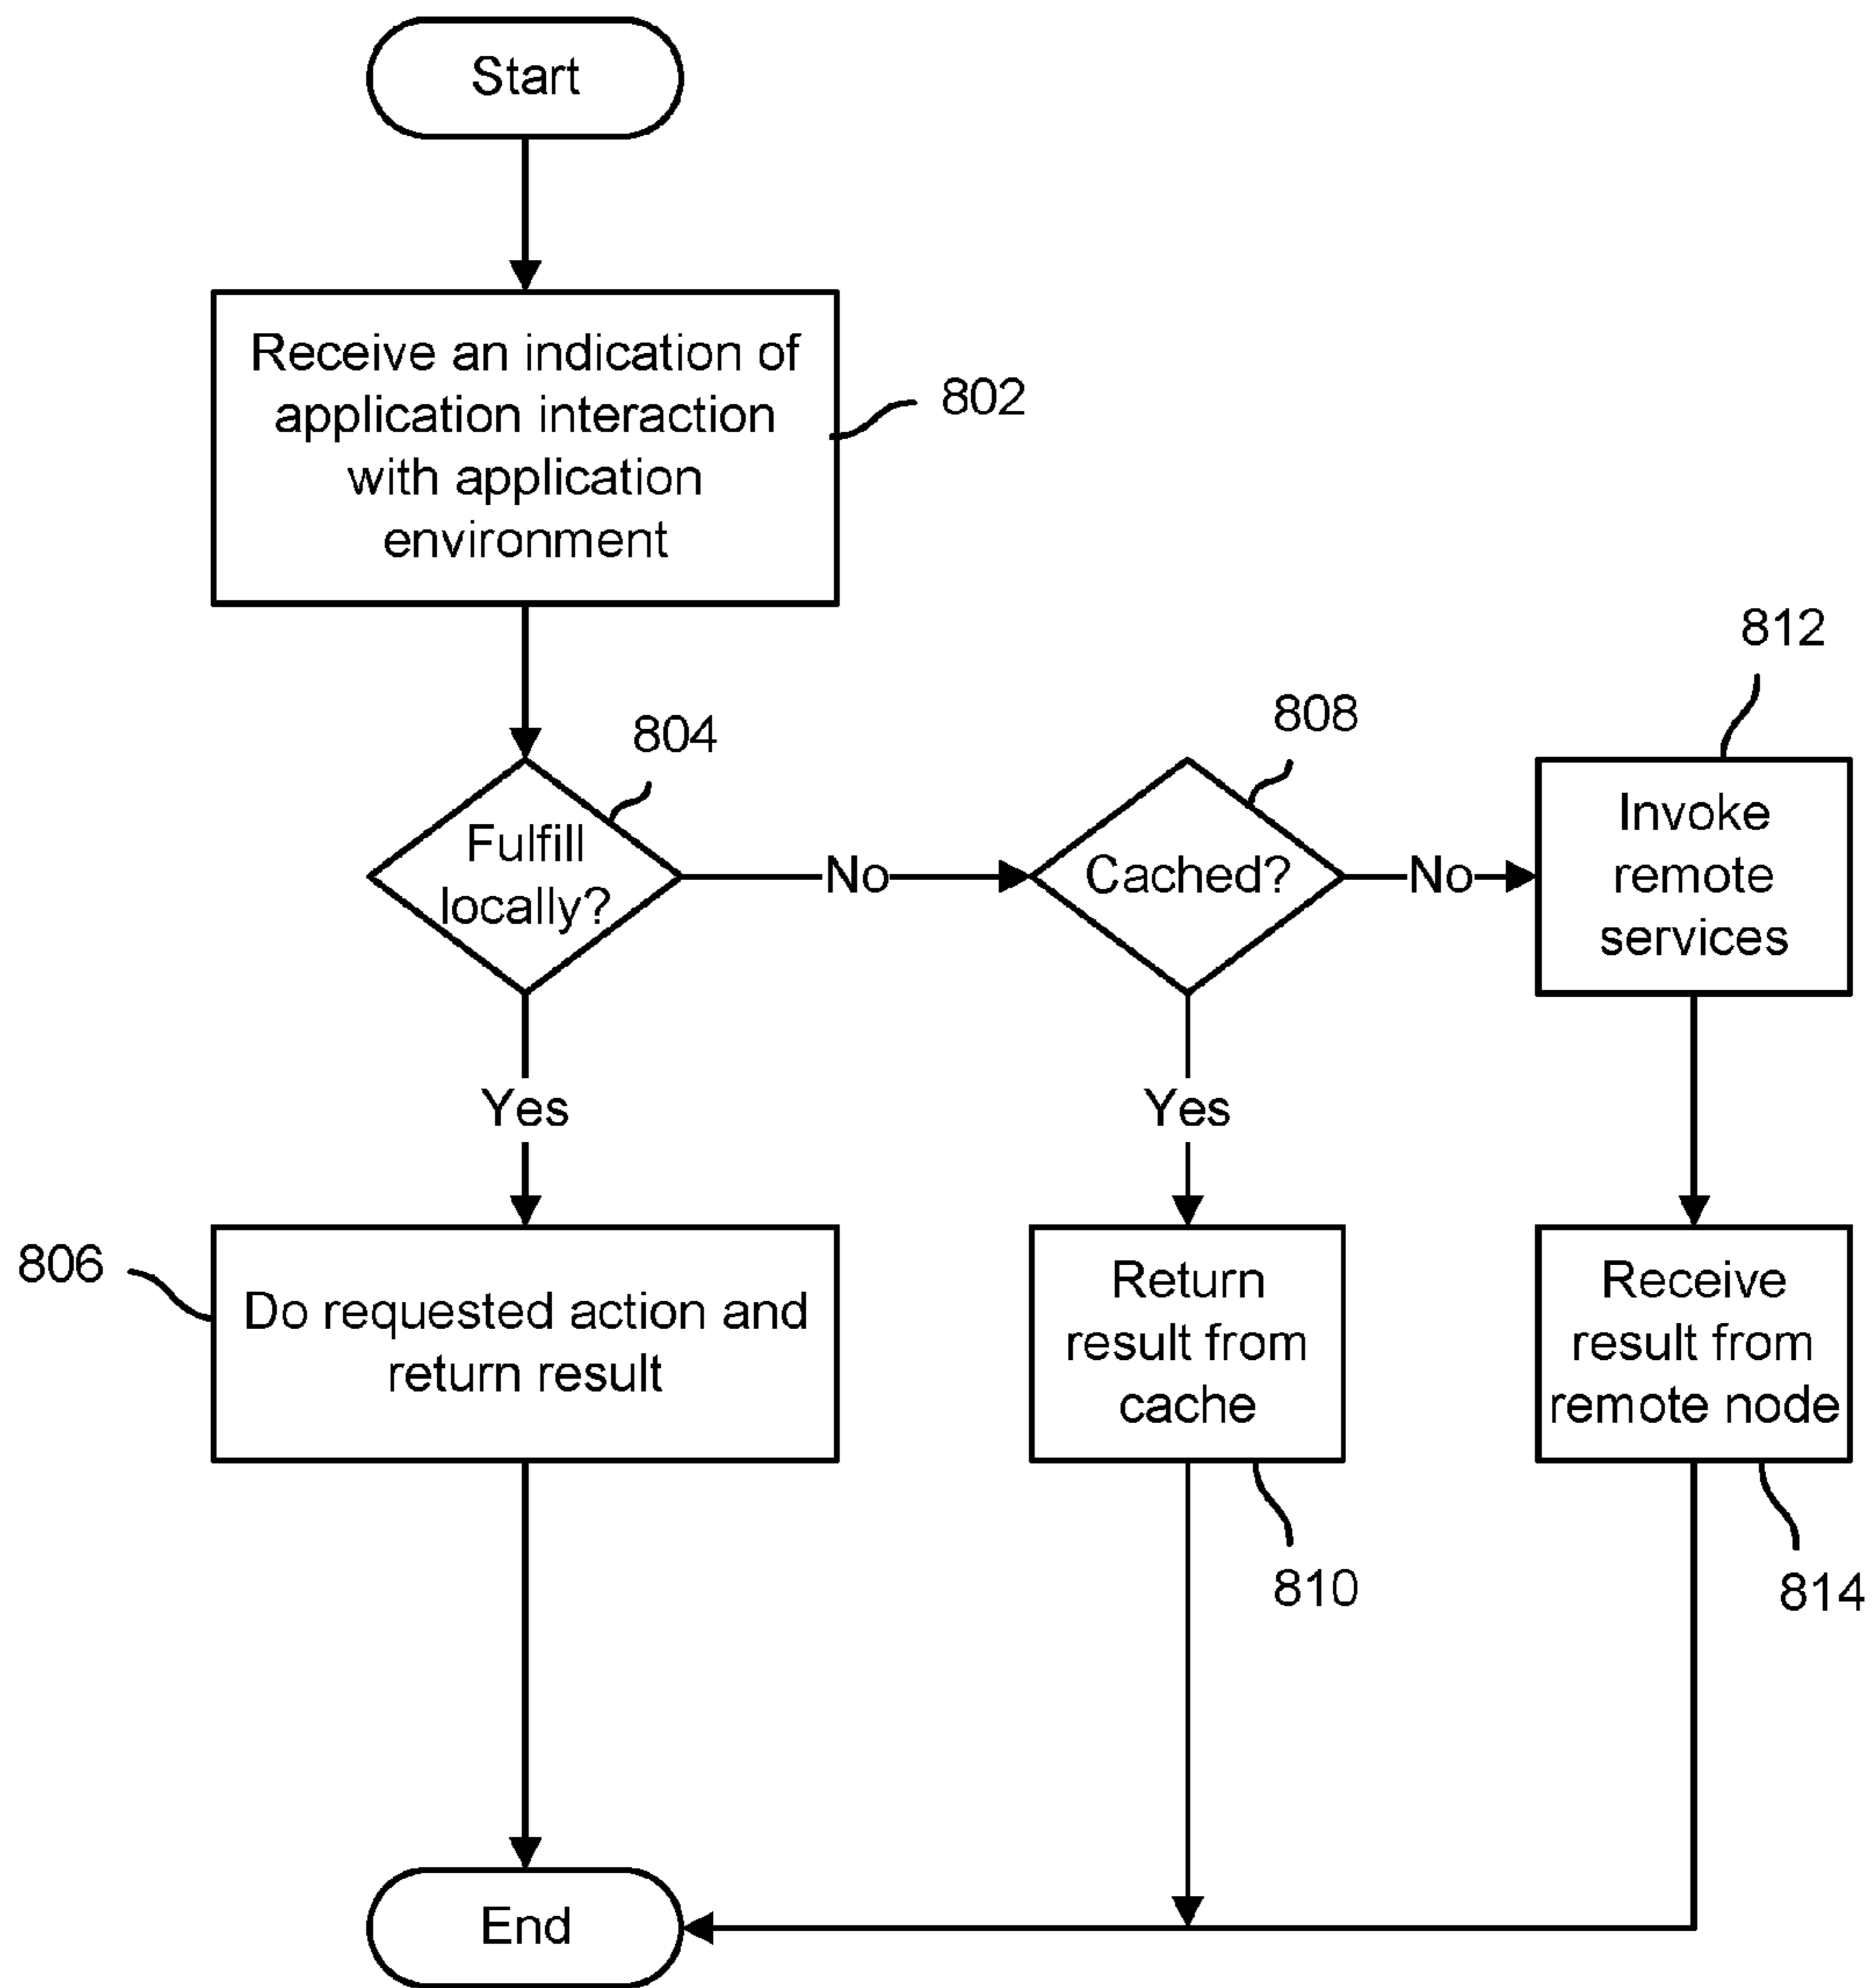 Start
Receive an indication of
application interaction
with application
environment
802
812
804
808
Fulfill
locally?
No
Cached?
No
Invoke
remote
services
Yes
Yes
806
Do requested action and
return result
Return
result from
cache
Receive
result from
remote node
810
814
End